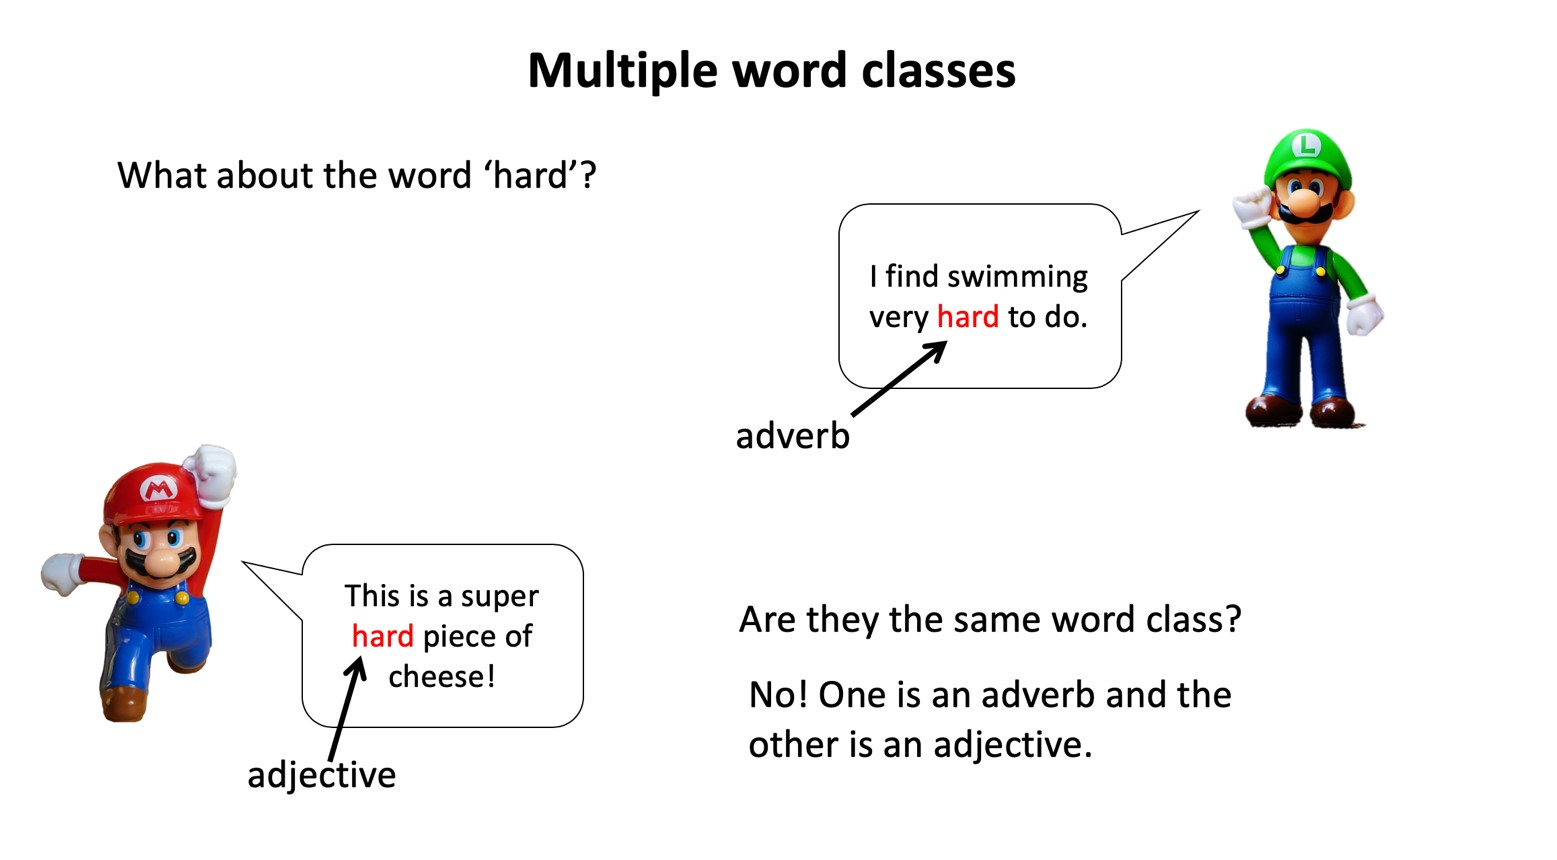 Multiple word classes
What about the word ‘hard’?
L
I find swimming
very hard to do.
adverb
M
This is a super
hard piece of
cheese!
adjective
Are they the same word class?
No! One is an adverb and the
other is an adjective.